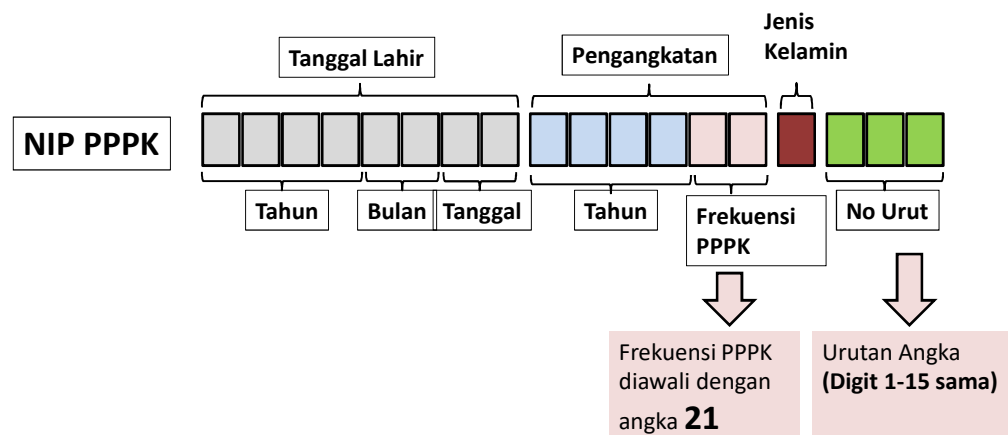 Jenis
Kelamin
Tanggal Lahir
Pengangkatan
NIP PPPK
Tahun
Bulan
Tanggal
Tahun
Frekuensi
PPPK
No Urut
Frekuensi PPPK
diawali dengan
angka 21
Urutan Angka
(Digit 1-15 sama)